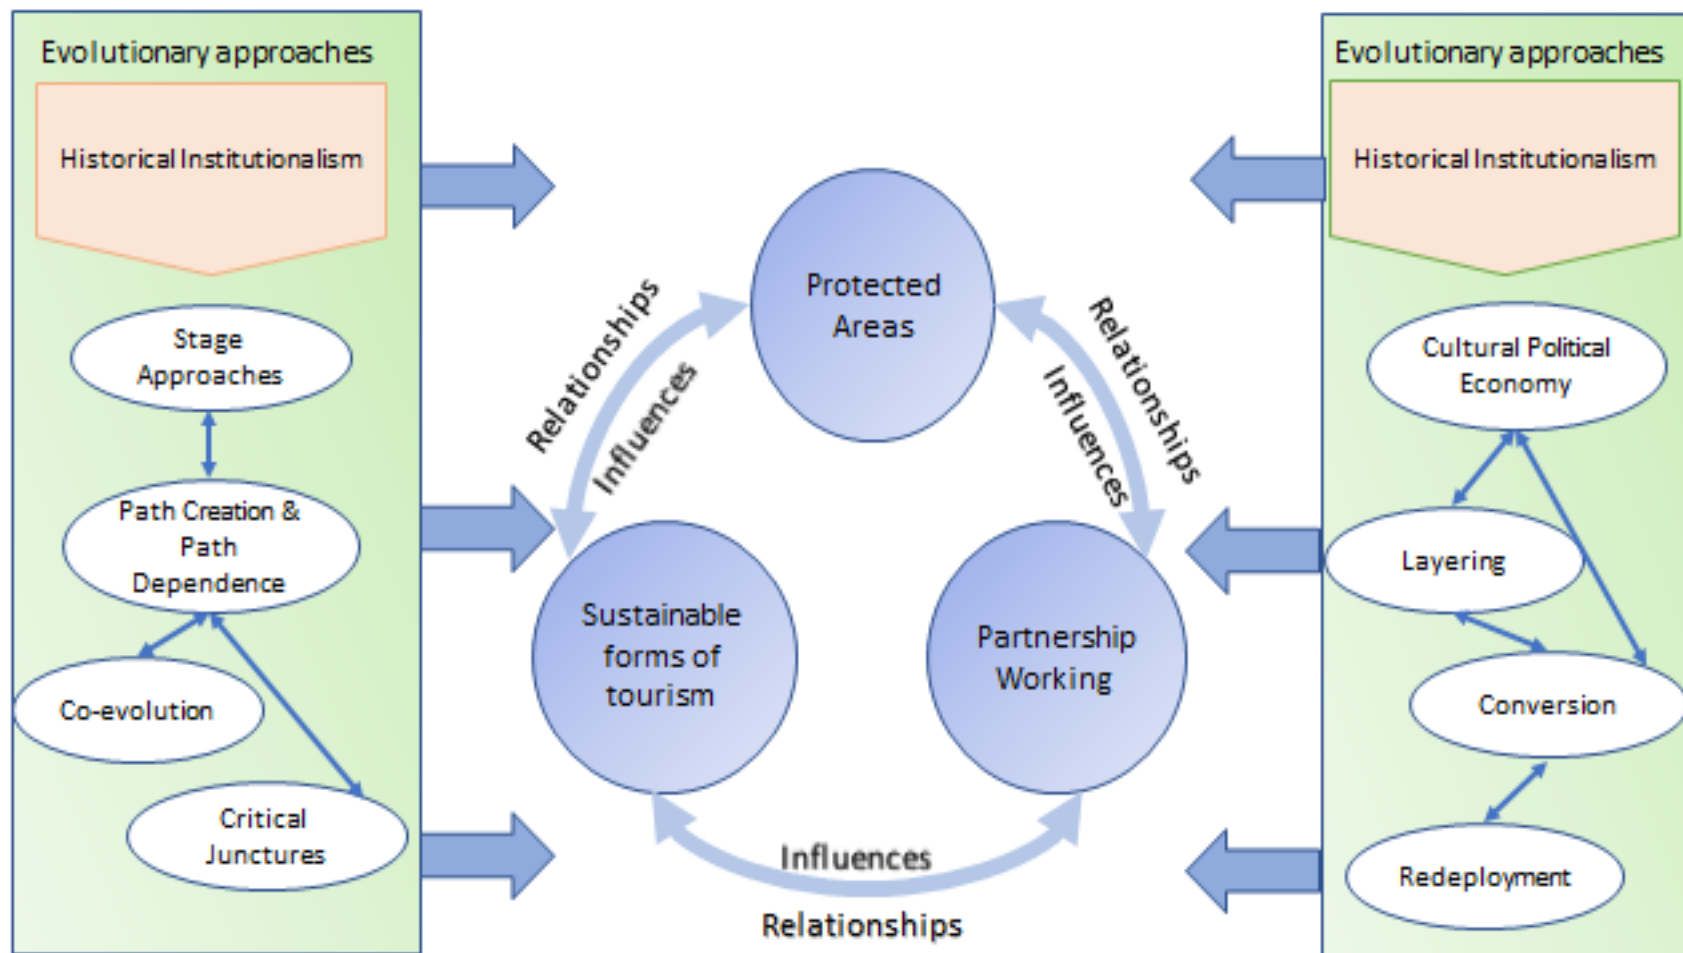 Evolutionary approaches
Historical Institutionalism
Stage
Approaches
Path Creation &
Path
Dependence
Co-evolution
Critical
Junctures
Protected
Areas
Relationships
Influences
Relationships
Influences
Sustainable
forms of
tourism
Partnership
Working
Influences
Relationships
Evolutionary approaches
Historical Institutionalism
Cultural Political
Economy
Layering
Conversion
Redeployment